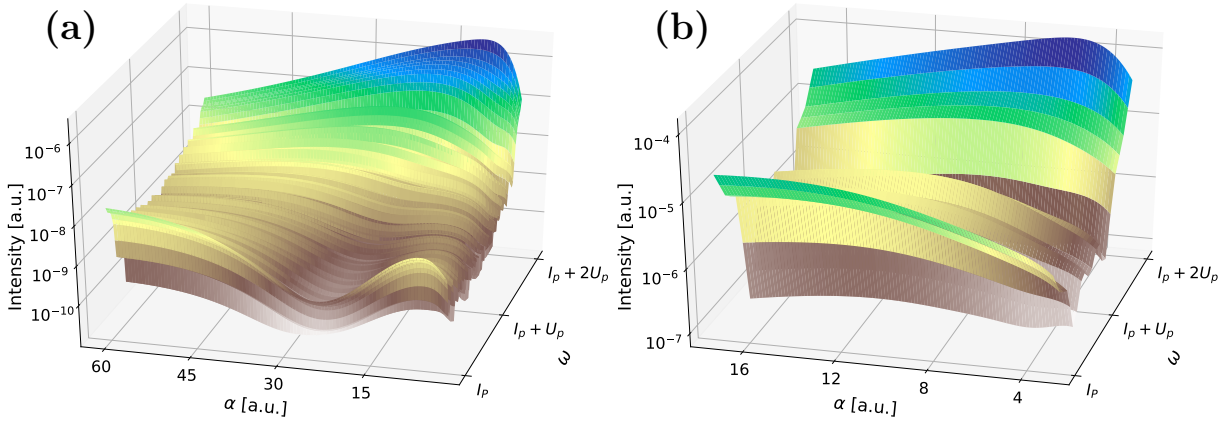 (a)
Intensity [a.u.]
10⁻⁶
10⁻⁷
10⁻⁸
10⁻⁹
10⁻¹⁰
60
45
30
15
α [a.u.]
I_P
I_p + U_p
I_p + 2U_p
ω
(b)
Intensity [a.u.]
10⁻⁴
10⁻⁵
10⁻⁶
10⁻⁷
16
12
8
4
α [a.u.]
I_P
I_p + U_p
I_p + 2U_p
ω